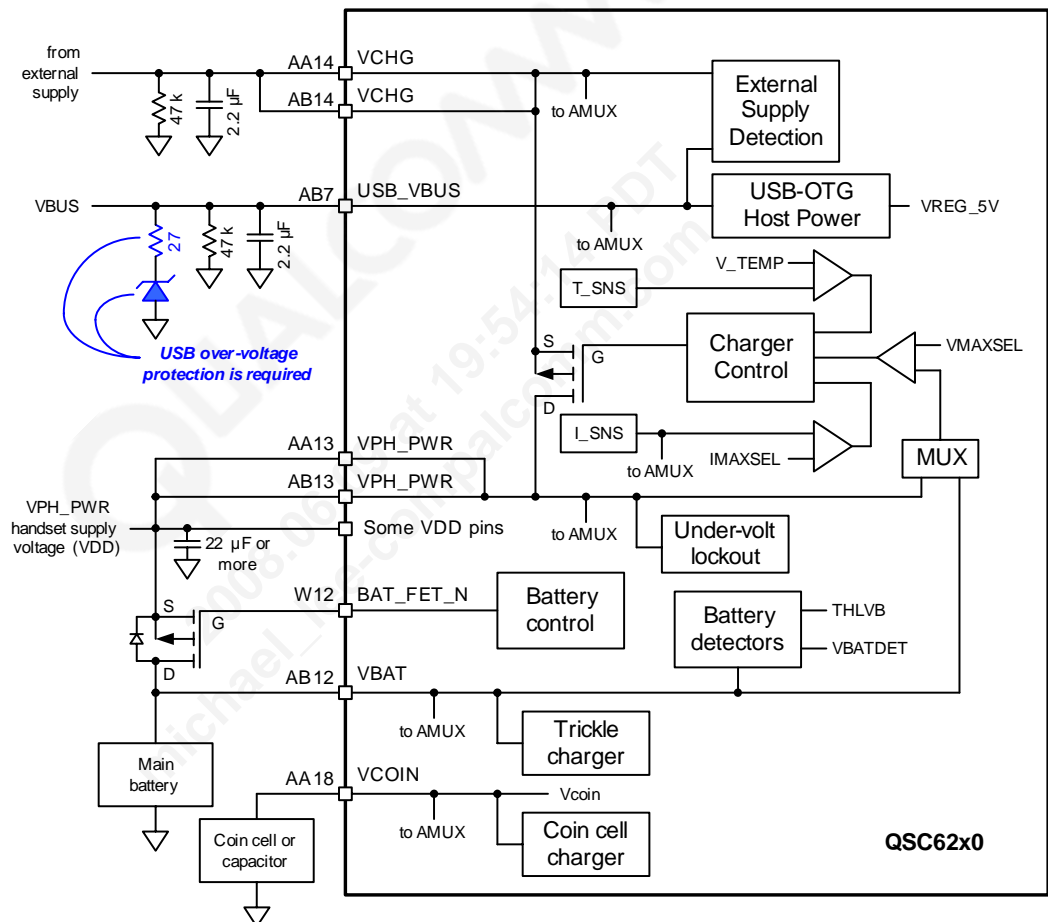 from
external
supply
AA14
VCHG
AB14
VCHG
47 k
2.2 µF
to AMUX
External
Supply
Detection
VBUS
AB7
USB_VBUS
27
47 k
2.2 µF
to AMUX
USB-OTG
Host Power
VREG_5V
USB over-voltage
protection is required
V_TEMP
T_SNS
S
G
D
Charger
Control
VMAXSEL
I_SNS
to AMUX
IMAXSEL
MUX
AA13
VPH_PWR
AB13
VPH_PWR
VPH_PWR
handset supply
voltage (VDD)
22 µF or
more
Some VDD pins
to AMUX
Under-volt
lockout
W12
BAT_FET_N
S
G
D
Battery
control
Battery
detectors
THLVB
VBATDET
AB12
VBAT
to AMUX
Trickle
charger
Main
battery
AA18
VCOIN
to AMUX
Vcoin
Coin cell
charger
Coin cell or
capacitor
QSC62x0
QUALCOMM